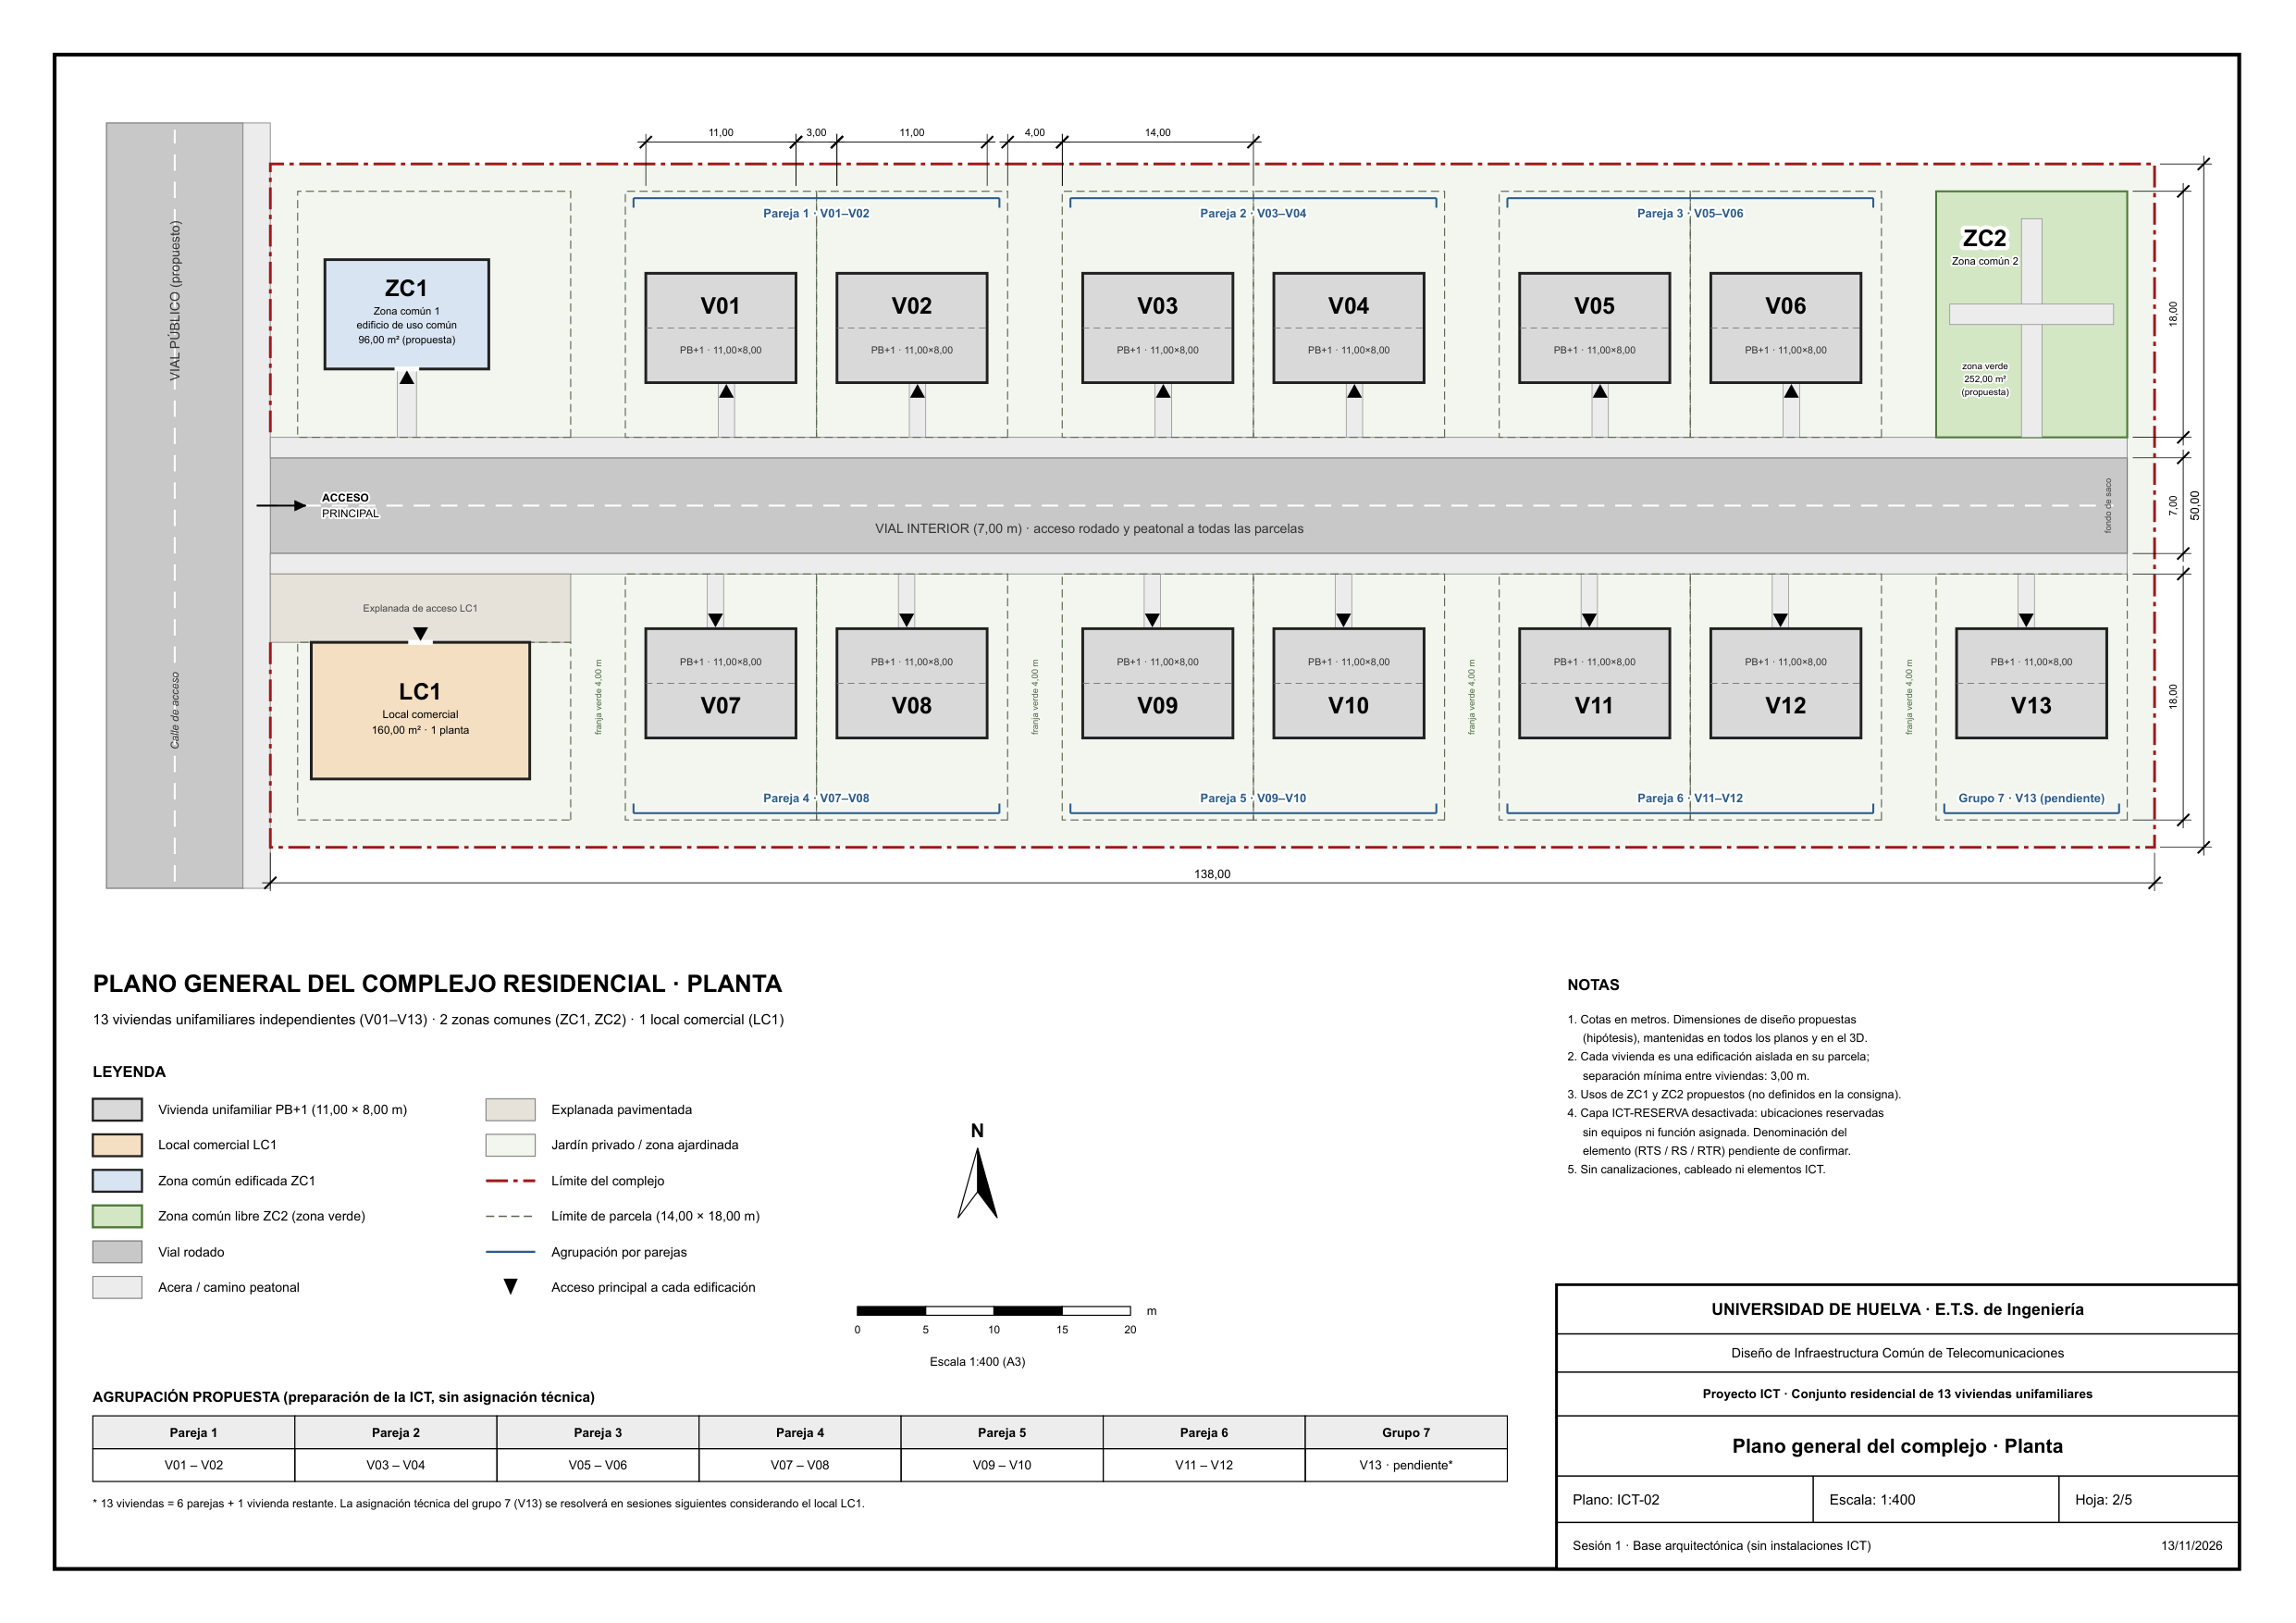 11,00
3,00
11,00
4,00
14,00
Pareja 1 · V01–V02
Pareja 2 · V03–V04
Pareja 3 · V05–V06
VIAL PÚBLICO (propuesto)
ZC1
Zona común 1
edificio de uso común
96,00 m² (propuesta)
V01
PB+1 · 11,00×8,00
V02
PB+1 · 11,00×8,00
V03
PB+1 · 11,00×8,00
V04
PB+1 · 11,00×8,00
V05
PB+1 · 11,00×8,00
V06
PB+1 · 11,00×8,00
ZC2
Zona común 2
zona verde
252,00 m²
(propuesta)
18,00
ACCESO
PRINCIPAL
VIAL INTERIOR (7,00 m) · acceso rodado y peatonal a todas las parcelas
fondo de saco
7,00
50,00
Calle de acceso
Explanada de acceso LC1
LC1
Local comercial
160,00 m² · 1 planta
franja verde 4,00 m
PB+1 · 11,00×8,00
V07
PB+1 · 11,00×8,00
V08
franja verde 4,00 m
PB+1 · 11,00×8,00
V09
PB+1 · 11,00×8,00
V10
franja verde 4,00 m
PB+1 · 11,00×8,00
V11
PB+1 · 11,00×8,00
V12
franja verde 4,00 m
PB+1 · 11,00×8,00
V13
18,00
Pareja 4 · V07–V08
Pareja 5 · V09–V10
Pareja 6 · V11–V12
Grupo 7 · V13 (pendiente)
138,00
PLANO GENERAL DEL COMPLEJO RESIDENCIAL · PLANTA
13 viviendas unifamiliares independientes (V01–V13) · 2 zonas comunes (ZC1, ZC2) · 1 local comercial (LC1)
LEYENDA
Vivienda unifamiliar PB+1 (11,00 × 8,00 m)
Local comercial LC1
Zona común edificada ZC1
Zona común libre ZC2 (zona verde)
Vial rodado
Acera / camino peatonal
Explanada pavimentada
Jardín privado / zona ajardinada
Límite del complejo
Límite de parcela (14,00 × 18,00 m)
Agrupación por parejas
Acceso principal a cada edificación
N
m
0 5 10 15 20
Escala 1:400 (A3)
NOTAS
1. Cotas en metros. Dimensiones de diseño propuestas
(hipótesis), mantenidas en todos los planos y en el 3D.
2. Cada vivienda es una edificación aislada en su parcela;
separación mínima entre viviendas: 3,00 m.
3. Usos de ZC1 y ZC2 propuestos (no definidos en la consigna).
4. Capa ICT-RESERVA desactivada: ubicaciones reservadas
sin equipos ni función asignada. Denominación del
elemento (RTS / RS / RTR) pendiente de confirmar.
5. Sin canalizaciones, cableado ni elementos ICT.
AGRUPACIÓN PROPUESTA (preparación de la ICT, sin asignación técnica)
Pareja 1 Pareja 2 Pareja 3 Pareja 4 Pareja 5 Pareja 6 Grupo 7
V01 – V02 V03 – V04 V05 – V06 V07 – V08 V09 – V10 V11 – V12 V13 · pendiente*
* 13 viviendas = 6 parejas + 1 vivienda restante. La asignación técnica del grupo 7 (V13) se resolverá en sesiones siguientes considerando el local LC1.
UNIVERSIDAD DE HUELVA · E.T.S. de Ingeniería
Diseño de Infraestructura Común de Telecomunicaciones
Proyecto ICT · Conjunto residencial de 13 viviendas unifamiliares
Plano general del complejo · Planta
Plano: ICT-02 Escala: 1:400 Hoja: 2/5
Sesión 1 · Base arquitectónica (sin instalaciones ICT) 13/11/2026